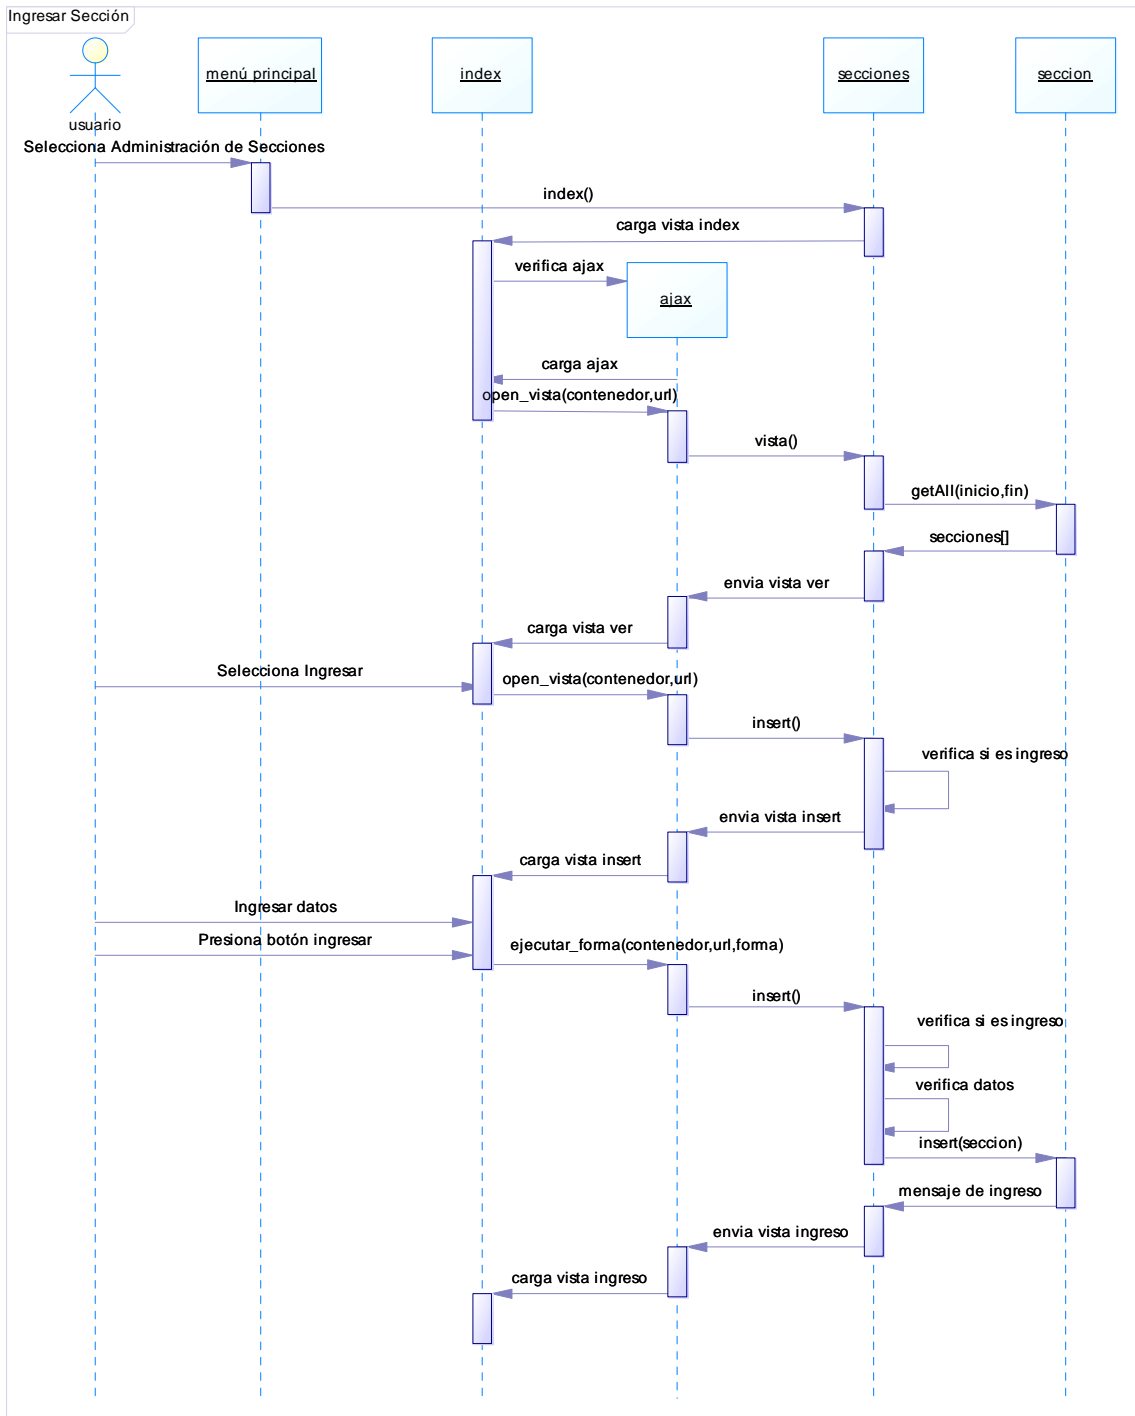 Ingresar Sección
menú principal
index
secciones
seccion
usuario
Selecciona Administración de Secciones
index()
carga vista index
verifica ajax
ajax
carga ajax
open_vista(contenedor,url)
vista()
getAll(inicio,fin)
secciones[]
envia vista ver
carga vista ver
Selecciona Ingresar
open_vista(contenedor,url)
insert()
verifica si es ingreso
envia vista insert
carga vista insert
Ingresar datos
Presiona botón ingresar
ejecutar_forma(contenedor,url,forma)
insert()
verifica si es ingreso
verifica datos
insert(seccion)
mensaje de ingreso
envia vista ingreso
carga vista ingreso